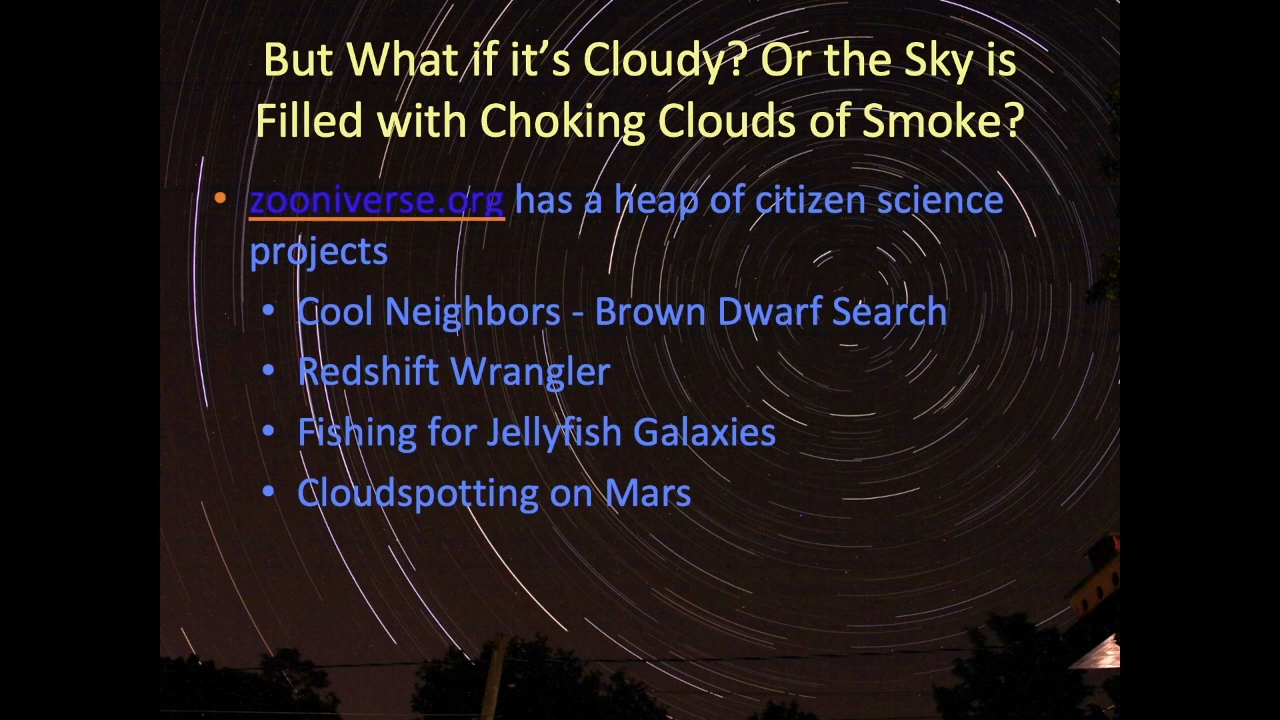 But What if it’s Cloudy? Or the Sky is
Filled with Choking Clouds of Smoke?
• zooniverse.org has a heap of citizen science
projects
• Cool Neighbors - Brown Dwarf Search
• Redshift Wrangler
• Fishing for Jellyfish Galaxies
• Cloudspotting on Mars